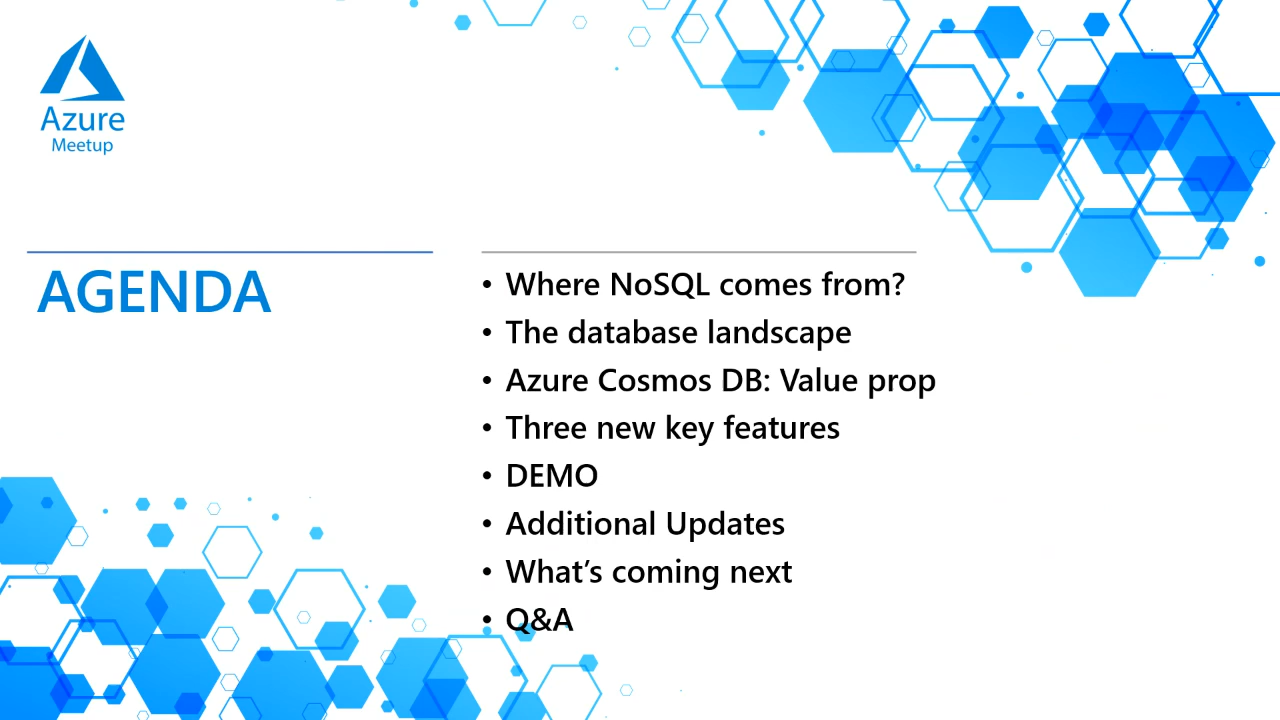 Azure
Meetup
AGENDA
• Where NoSQL comes from?
• The database landscape
• Azure Cosmos DB: Value prop
• Three new key features
• DEMO
• Additional Updates
• What’s coming next
• Q&A